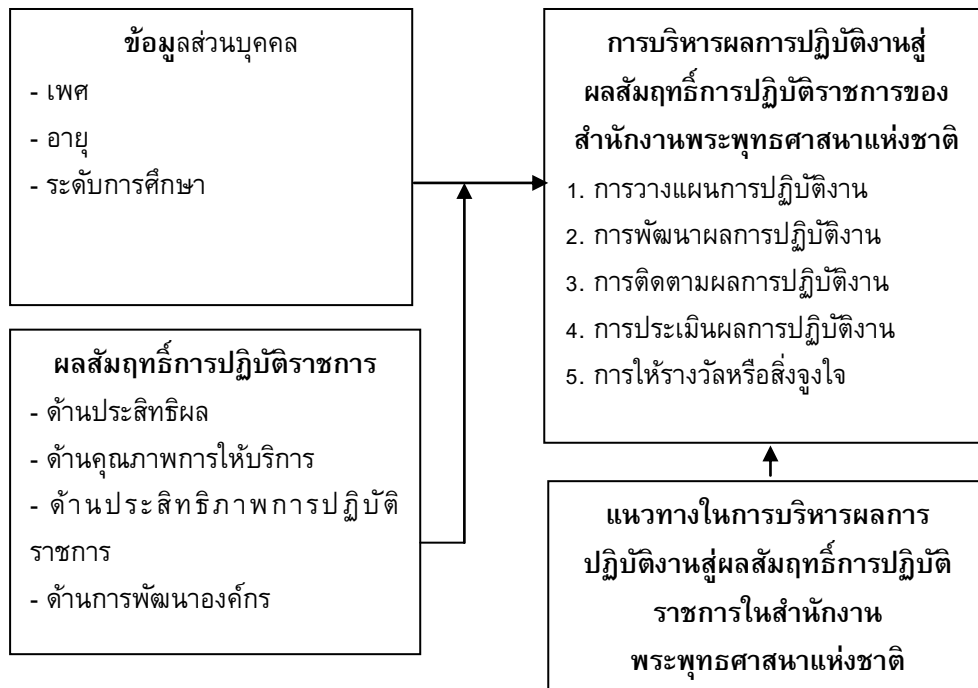 ข้อมูลส่วนบุคคล
- เพศ
- อายุ
- ระดับการศึกษา
ผลสัมฤทธิ์การปฏิบัติราชการ
- ด้านประสิทธิผล
- ด้านคุณภาพการให้บริการ
- ด้านประสิทธิภาพการปฏิบัติ
ราชการ
- ด้านการพัฒนาองค์กร
การบริหารผลการปฏิบัติงานสู่
ผลสัมฤทธิ์การปฏิบัติราชการของ
สำนักงานพระพุทธศาสนาแห่งชาติ
1. การวางแผนการปฏิบัติงาน
2. การพัฒนาผลการปฏิบัติงาน
3. การติดตามผลการปฏิบัติงาน
4. การประเมินผลการปฏิบัติงาน
5. การให้รางวัลหรือสิ่งจูงใจ
แนวทางในการบริหารผลการ
ปฏิบัติงานสู่ผลสัมฤทธิ์การปฏิบัติ
ราชการในสำนักงาน
พระพุทธศาสนาแห่งชาติ